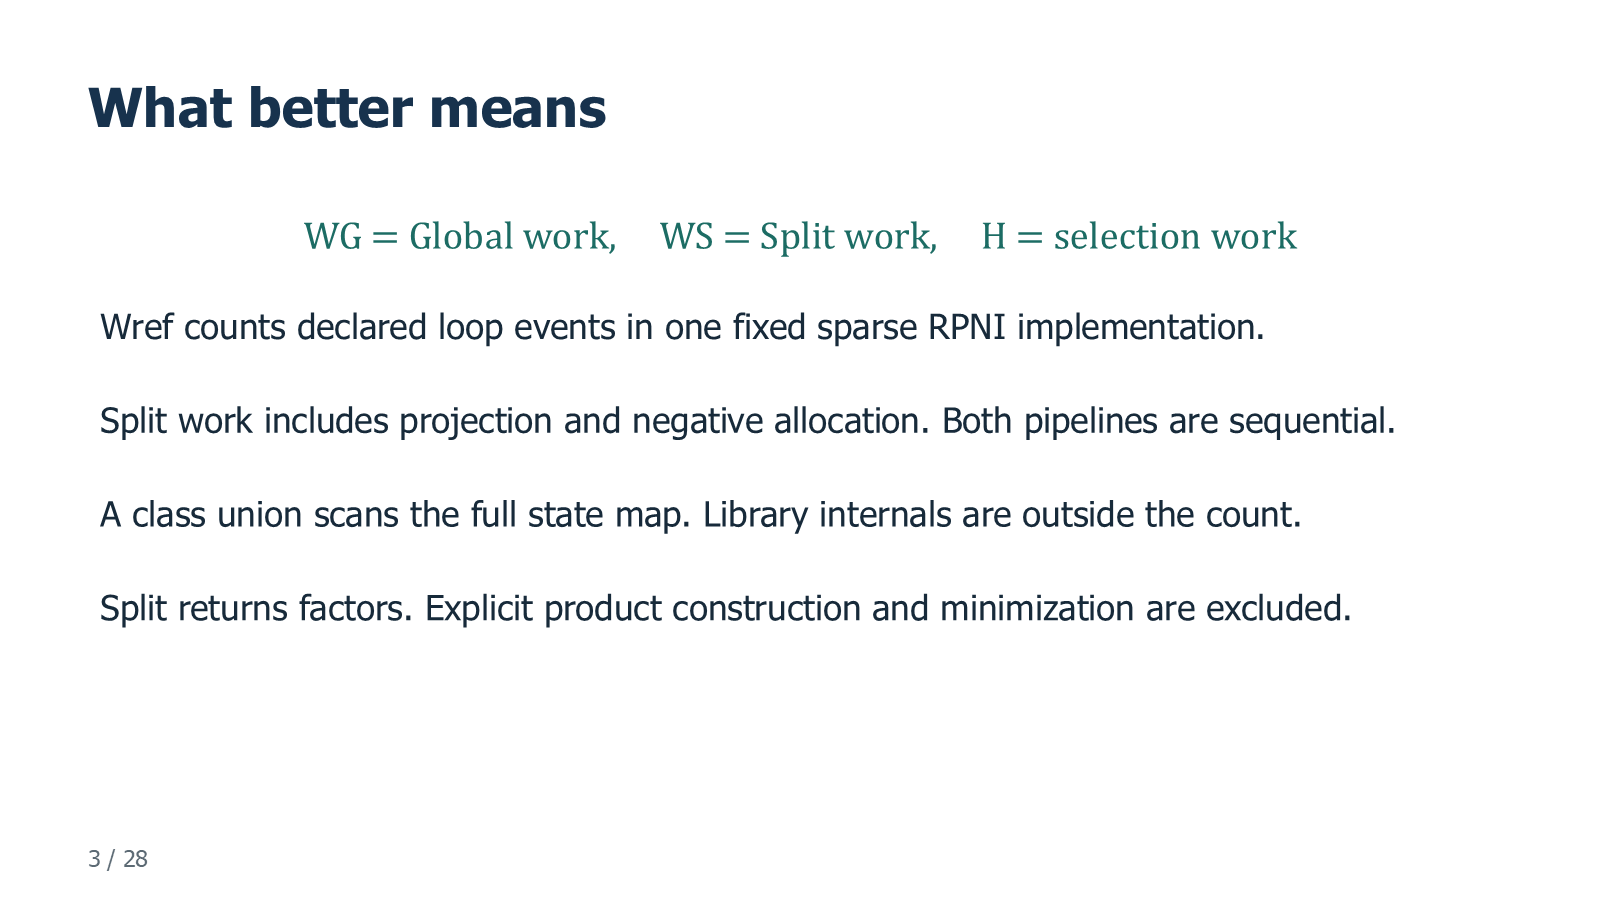 What better means
WG = Global work, WS = Split work, H = selection work
Wref counts declared loop events in one fixed sparse RPNI implementation.
Split work includes projection and negative allocation. Both pipelines are sequential.
A class union scans the full state map. Library internals are outside the count.
Split returns factors. Explicit product construction and minimization are excluded.
3 / 28